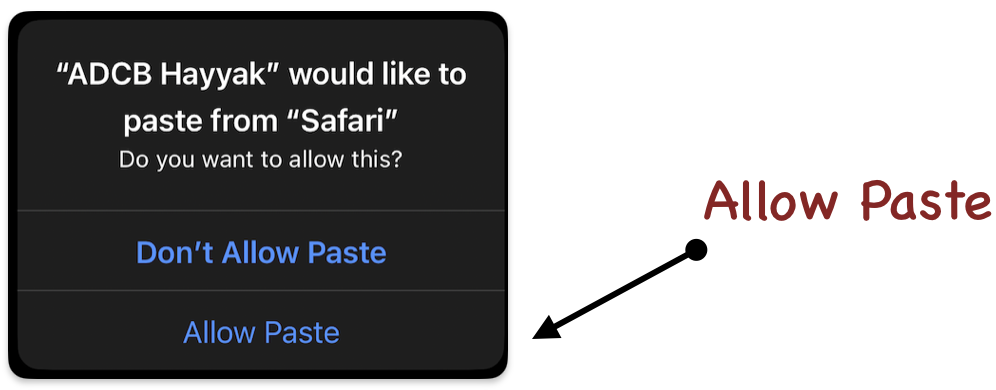 “ADCB Hayyak” would like to
paste from “Safari”
Do you want to allow this?
Don’t Allow Paste
Allow Paste
Allow Paste